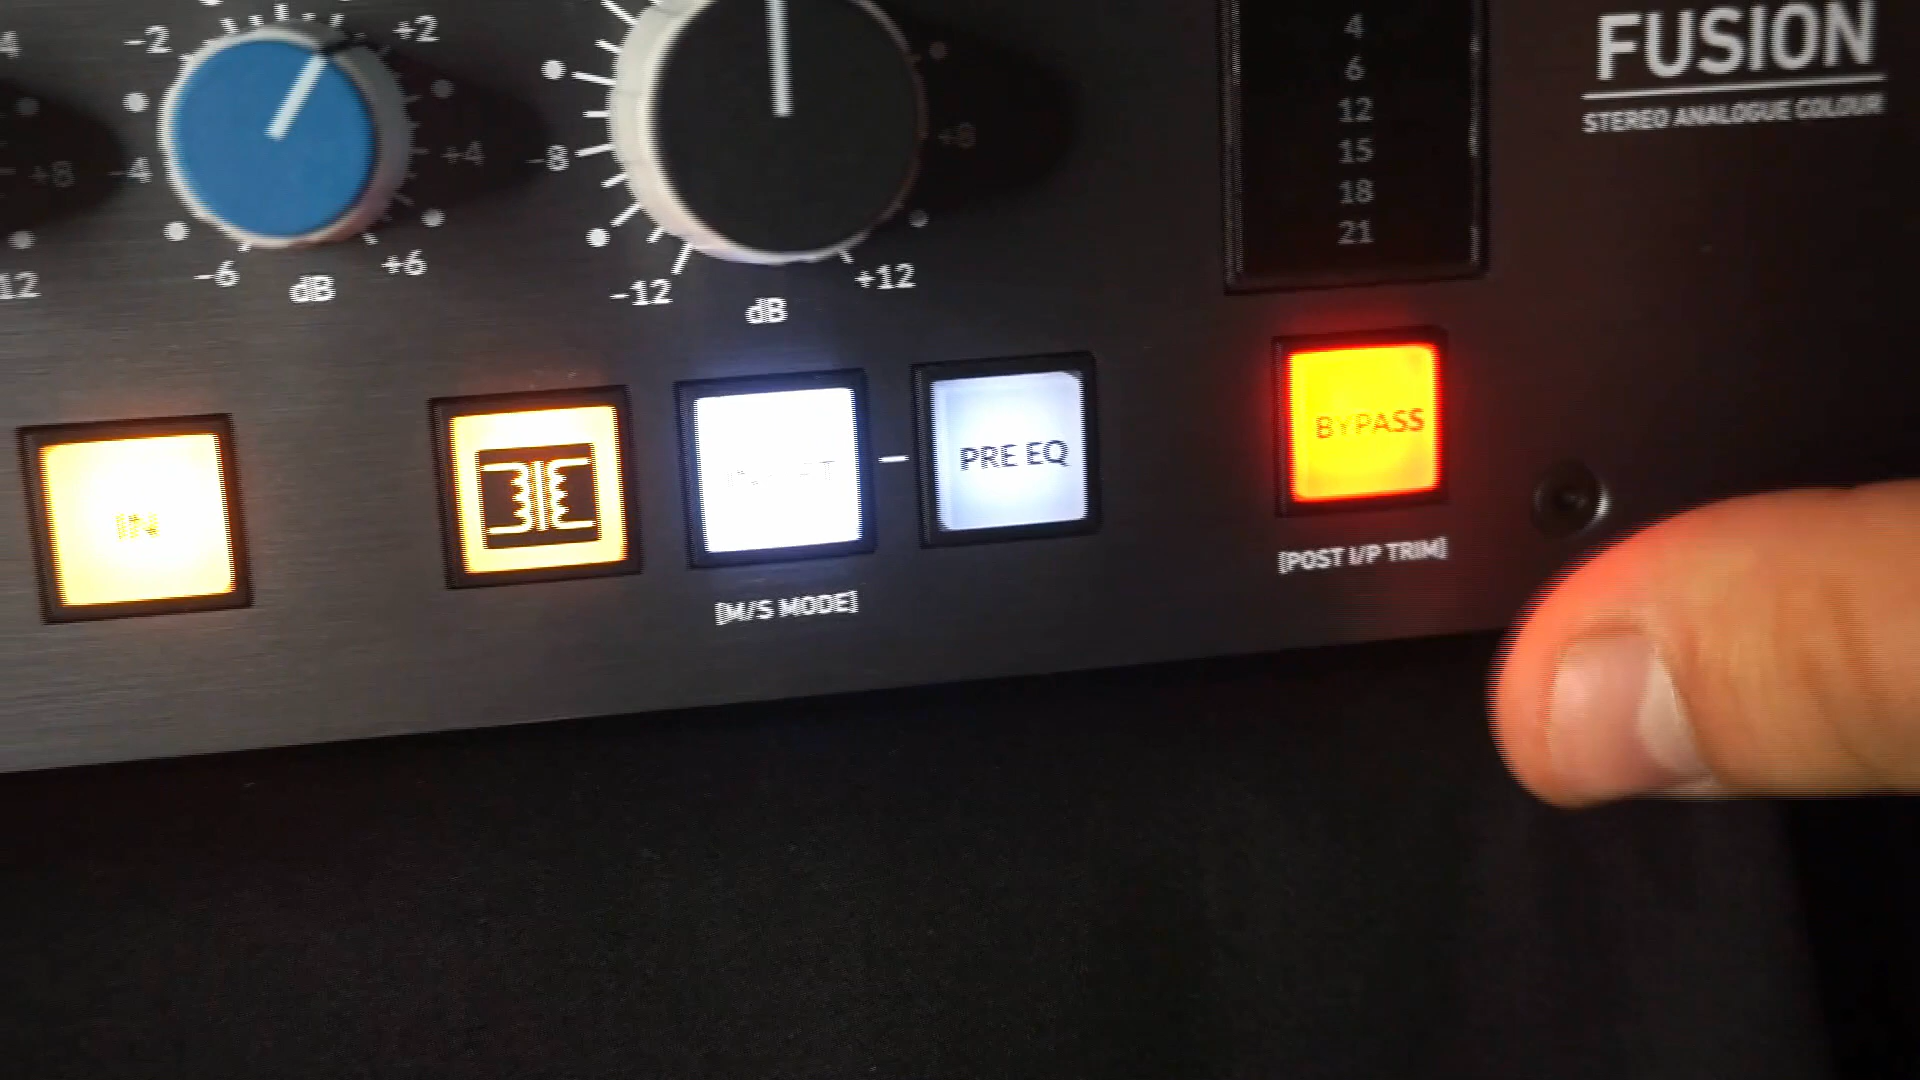 -2
+2
4
FUSION
6
STEREO ANALOGUE COLOUR
12
+8
+8
-4
+4
-8
15
18
21
-6
dB
+6
12
-12
dB
+12
IN
PRE EQ
BYPASS
[M/S MODE]
[POST I/P TRIM]